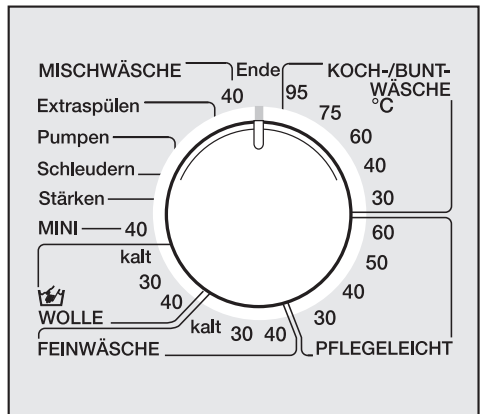 MISCHWÄSCHE
Ende
KOCH-/BUNT-
WÄSCHE
°C
40
95
75
60
40
30
Extraspülen
Pumpen
Schleudern
Stärken
MINI
40
kalt
30
40
WOLLE
60
50
40
30
PFLEGELEICHT
kalt
30
40
FEINWÄSCHE